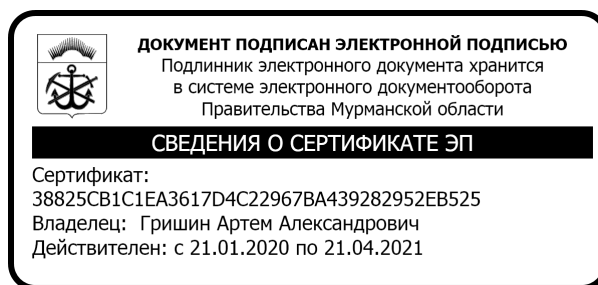 ДОКУМЕНТ ПОДПИСАН ЭЛЕКТРОННОЙ ПОДПИСЬЮ
Подлинник электронного документа хранится
в системе электронного документооборота
Правительства Мурманской области
СВЕДЕНИЯ О СЕРТИФИКАТЕ ЭП
Сертификат:
38825CB1C1EA3617D4C22967BA439282952EB525
Владелец: Гришин Артем Александрович
Действителен: с 21.01.2020 по 21.04.2021